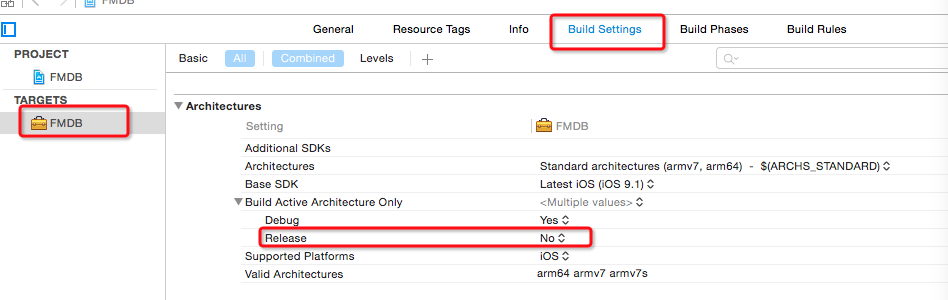 FMDB
General Resource Tags Info Build Settings Build Phases Build Rules
PROJECT
FMDB
TARGETS
FMDB
Basic All Combined Levels +
Architectures
Setting FMDB
Additional SDKs
Architectures Standard architectures (armv7, arm64) - $(ARCHS_STANDARD)
Base SDK Latest iOS (iOS 9.1)
Build Active Architecture Only <Multiple values>
Debug Yes
Release No
Supported Platforms iOS
Valid Architectures arm64 armv7 armv7s